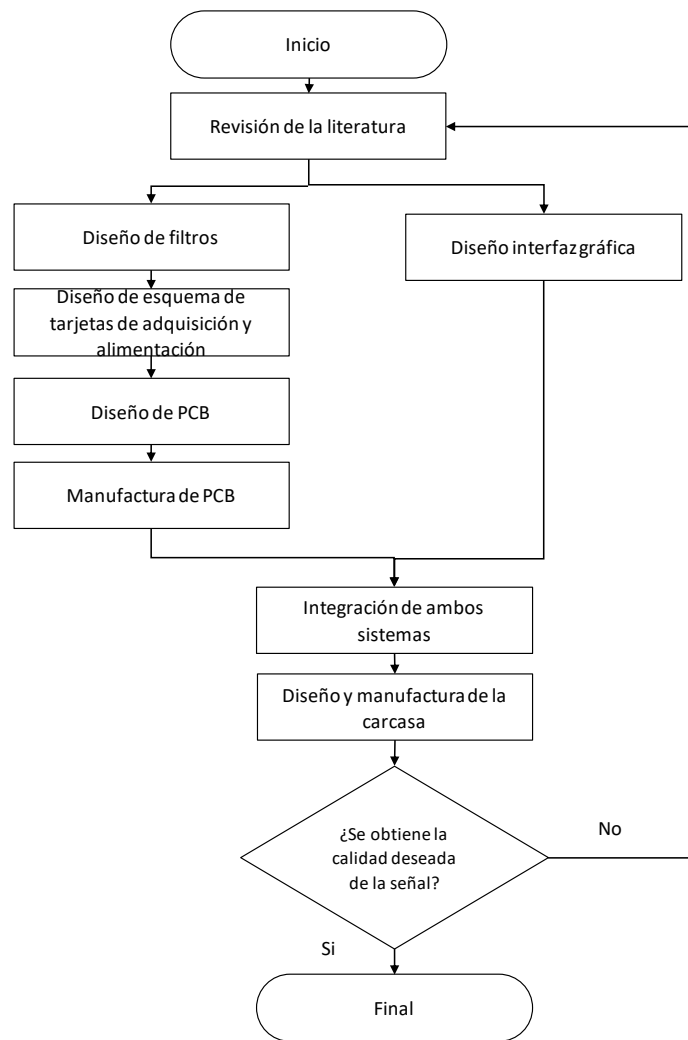 Inicio
Revisión de la literatura
Diseño de filtros
Diseño interfaz gráfica
Diseño de esquema de
tarjetas de adquisición y
alimentación
Diseño de PCB
Manufactura de PCB
Integración de ambos
sistemas
Diseño y manufactura de la
carcasa
¿Se obtiene la
calidad deseada
de la señal?
No
Si
Final